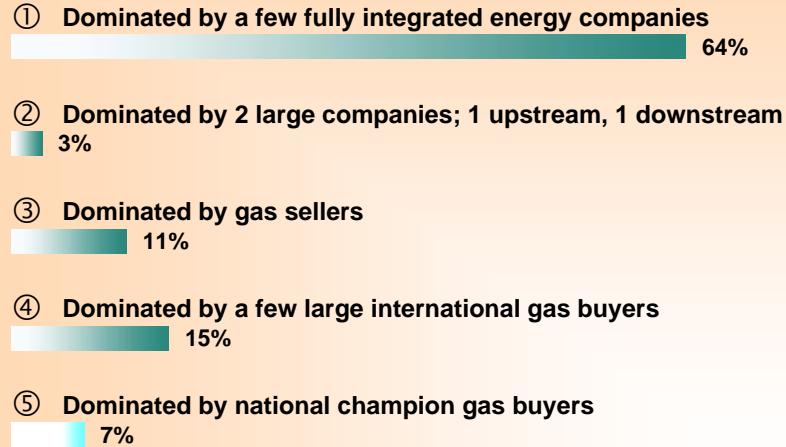 ① Dominated by a few fully integrated energy companies
64%
② Dominated by 2 large companies; 1 upstream, 1 downstream
3%
③ Dominated by gas sellers
11%
④ Dominated by a few large international gas buyers
15%
⑤ Dominated by national champion gas buyers
7%